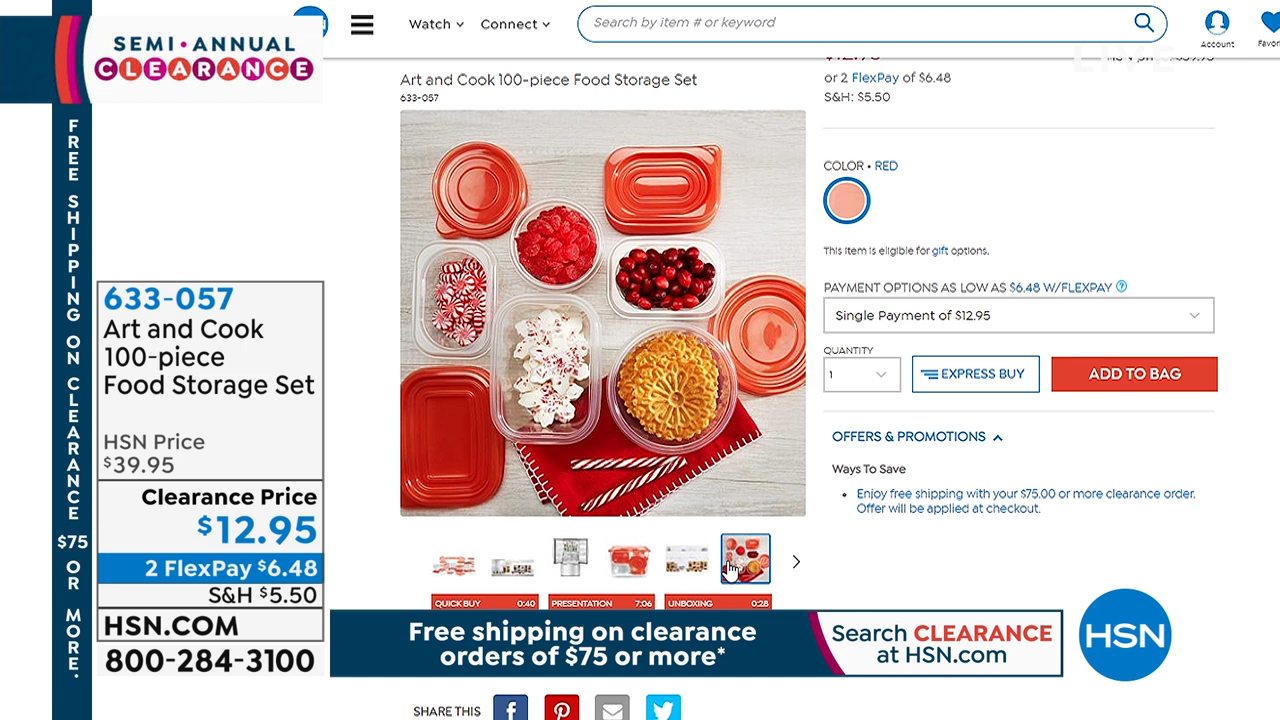 SEMI • ANNUAL
CLEARANCE
FREE SHIPPING ON CLEARANCE $75 OR MORE.
633-057
Art and Cook
100-piece
Food Storage Set
HSN Price
$39.95
Clearance Price
$12.95
2 FlexPay $6.48
S&H $5.50
HSN.COM
800-284-3100
Watch
Connect
Search by item # or keyword
Account
LIVE
Art and Cook 100-piece Food Storage Set
633-057
or 2 FlexPay of $6.48
S&H: $5.50
COLOR • RED
This item is eligible for gift options.
PAYMENT OPTIONS AS LOW AS $6.48 W/FLEXPAY ?
Single Payment of $12.95
QUANTITY
1
EXPRESS BUY
ADD TO BAG
OFFERS & PROMOTIONS
Ways To Save
• Enjoy free shipping with your $75.00 or more clearance order.
Offer will be applied at checkout.
QUICK BUY 0:40
PRESENTATION 7:06
UNBOXING 0:28
Free shipping on clearance
orders of $75 or more*
Search CLEARANCE
at HSN.com
HSN
SHARE THIS